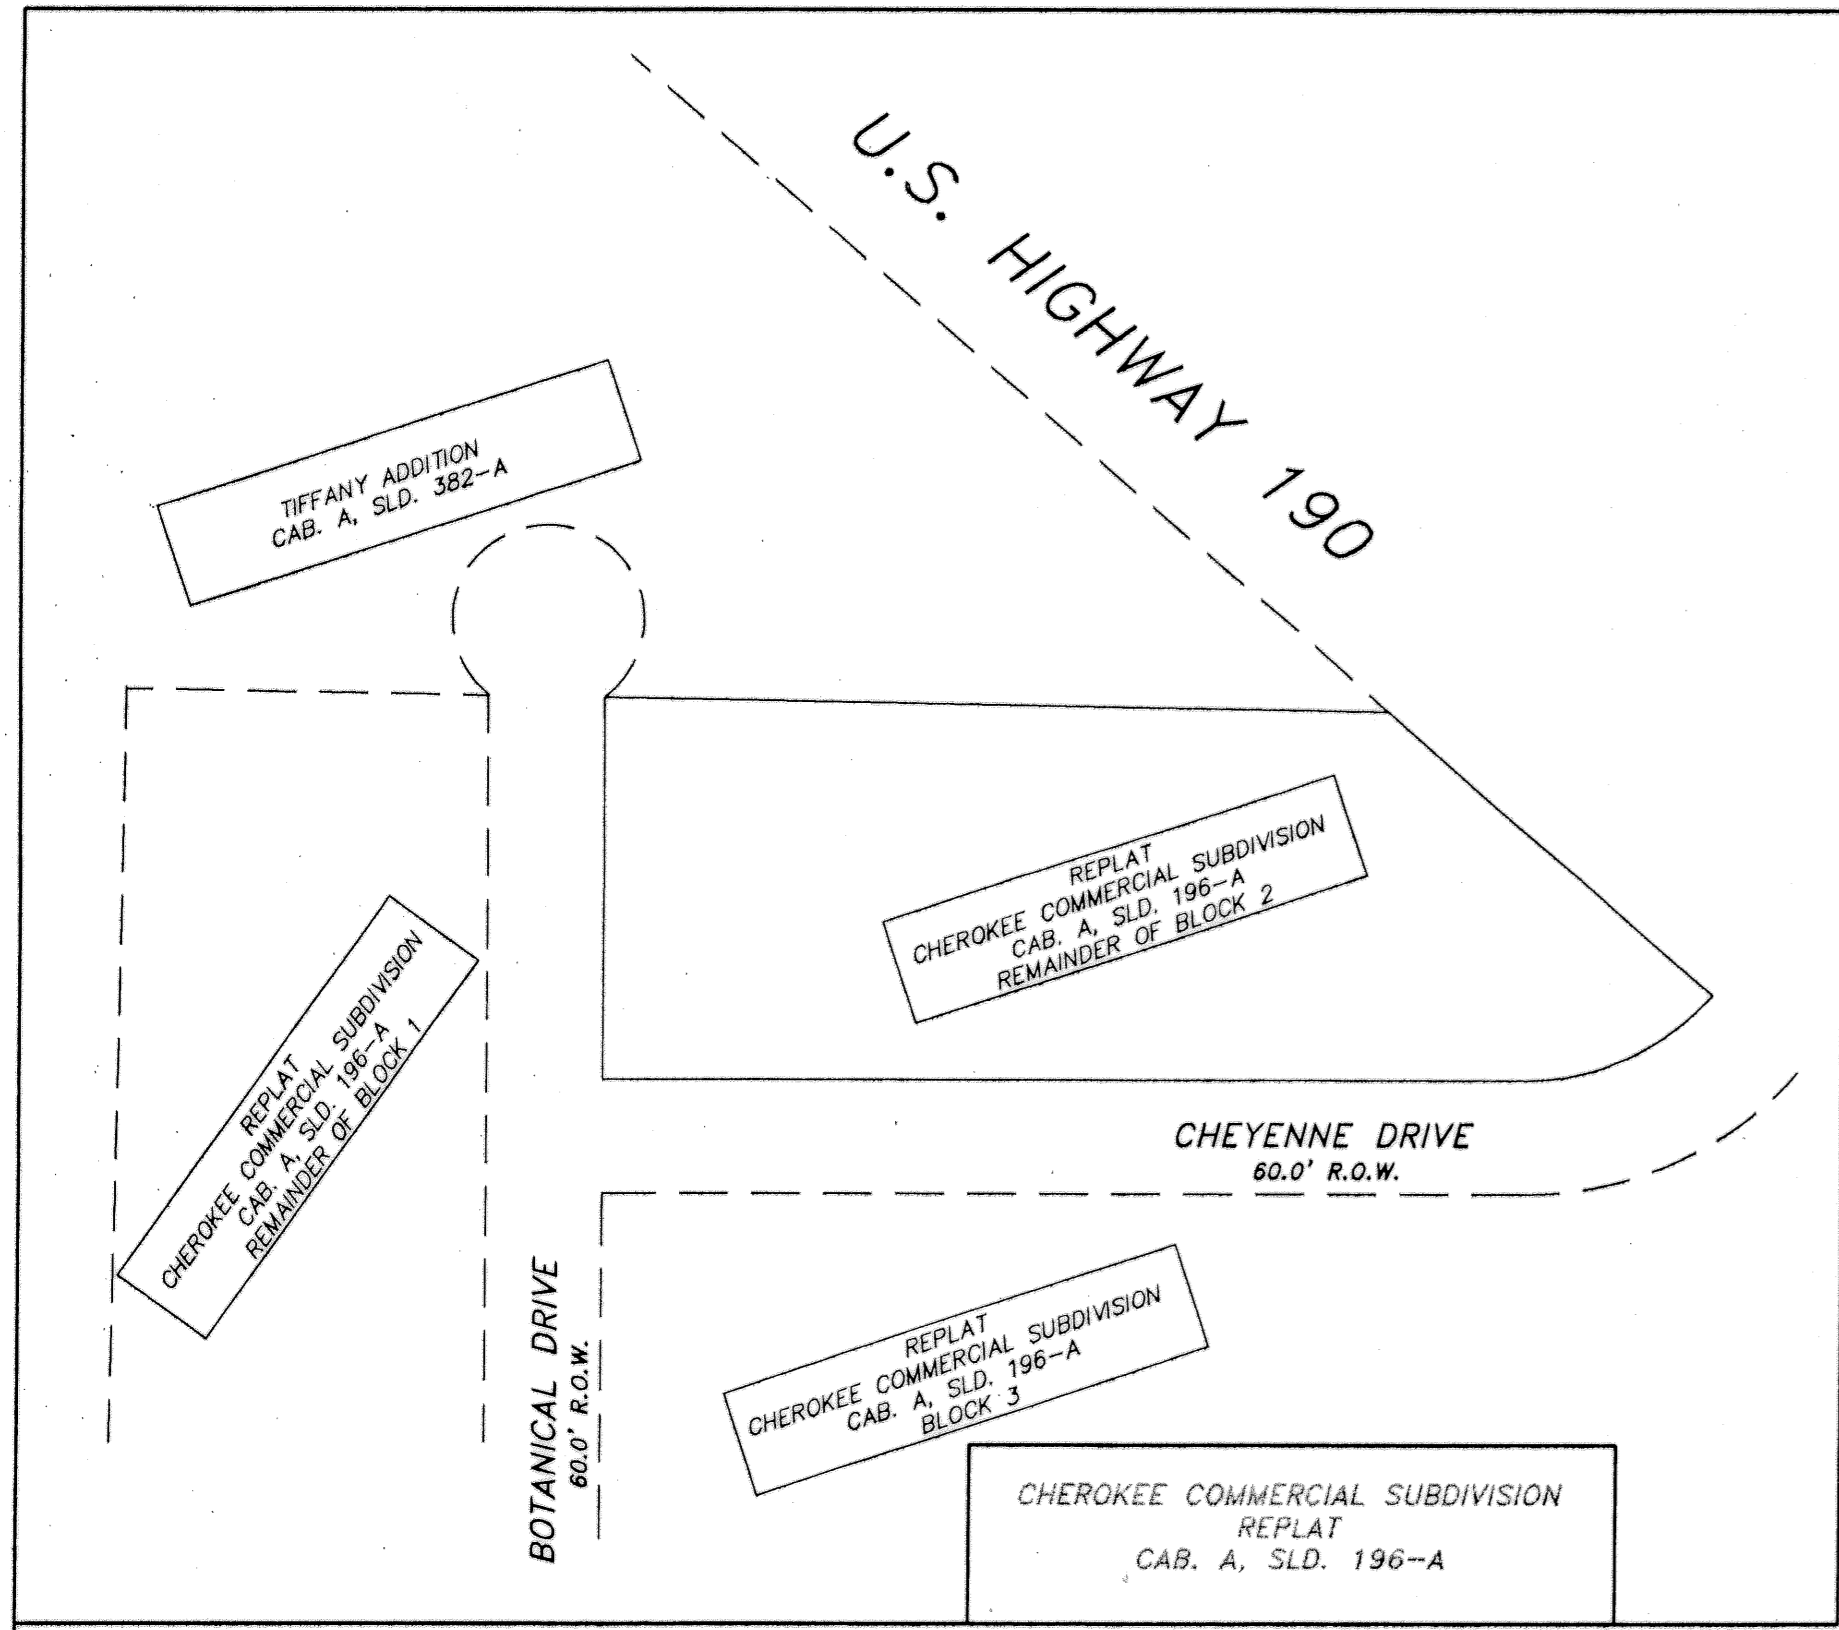 U.S. HIGHWAY 190
TIFFANY ADDITION
CAB. A, SLD. 382-A
REPLAT
CHEROKEE COMMERCIAL SUBDIVISION
CAB. A, SLD. 196-A
REMAINDER OF BLOCK 2
REPLAT
CHEROKEE COMMERCIAL SUBDIVISION
CAB. A, SLD. 196-A
REMAINDER OF BLOCK 1
CHEYENNE DRIVE
60.0' R.O.W.
BOTANICAL DRIVE
60.0' R.O.W.
REPLAT
CHEROKEE COMMERCIAL SUBDIVISION
CAB. A, SLD. 196-A
BLOCK 3
CHEROKEE COMMERCIAL SUBDIVISION
REPLAT
CAB. A, SLD. 196--A